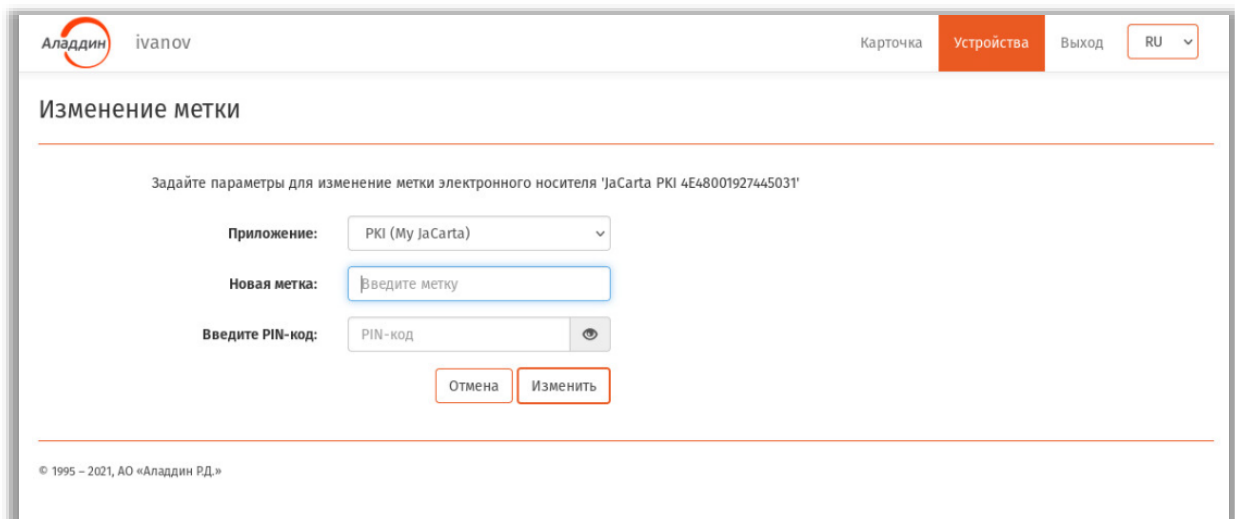 Аладдин ivanov Карточка Устройства Выход RU
Изменение метки
Задайте параметры для изменение метки электронного носителя 'JaCarta PKI 4E48001927445031'
Приложение: PKI (My JaCarta)
Новая метка: Введите метку
Введите PIN-код: PIN-код
Отмена Изменить
© 1995 – 2021, АО «Аладдин Р.Д.»